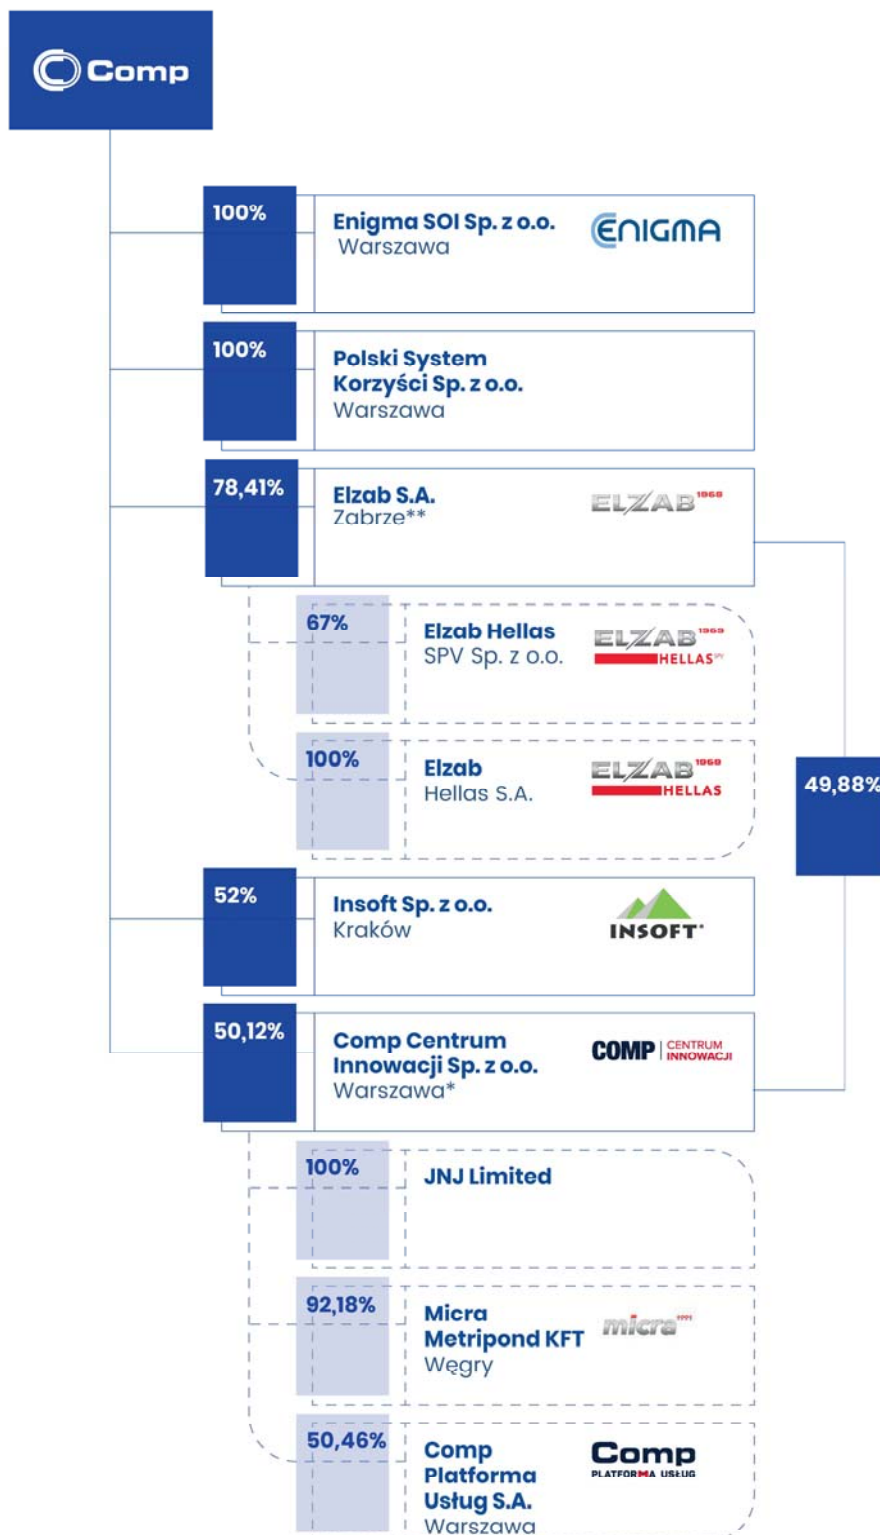 Comp
100%
Enigma SOI Sp. z o.o.
Warszawa
ENIGMA
100%
Polski System
Korzyści Sp. z o.o.
Warszawa
78,41%
Elzab S.A.
Zabrze**
ELZAB 1969
67%
Elzab Hellas
SPV Sp. z o.o.
ELZAB 1969
HELLAS SPV
100%
Elzab
Hellas S.A.
ELZAB 1969
HELLAS
49,88%
52%
Insoft Sp. z o.o.
Kraków
INSOFT®
50,12%
Comp Centrum
Innowacji Sp. z o.o.
Warszawa*
COMP CENTRUM
INNOWACJI
100%
JNJ Limited
92,18%
Micra
Metripond KFT
Węgry
micra
50,46%
Comp
Platforma
Usług S.A.
Warszawa
Comp
PLATFORMA USŁUG